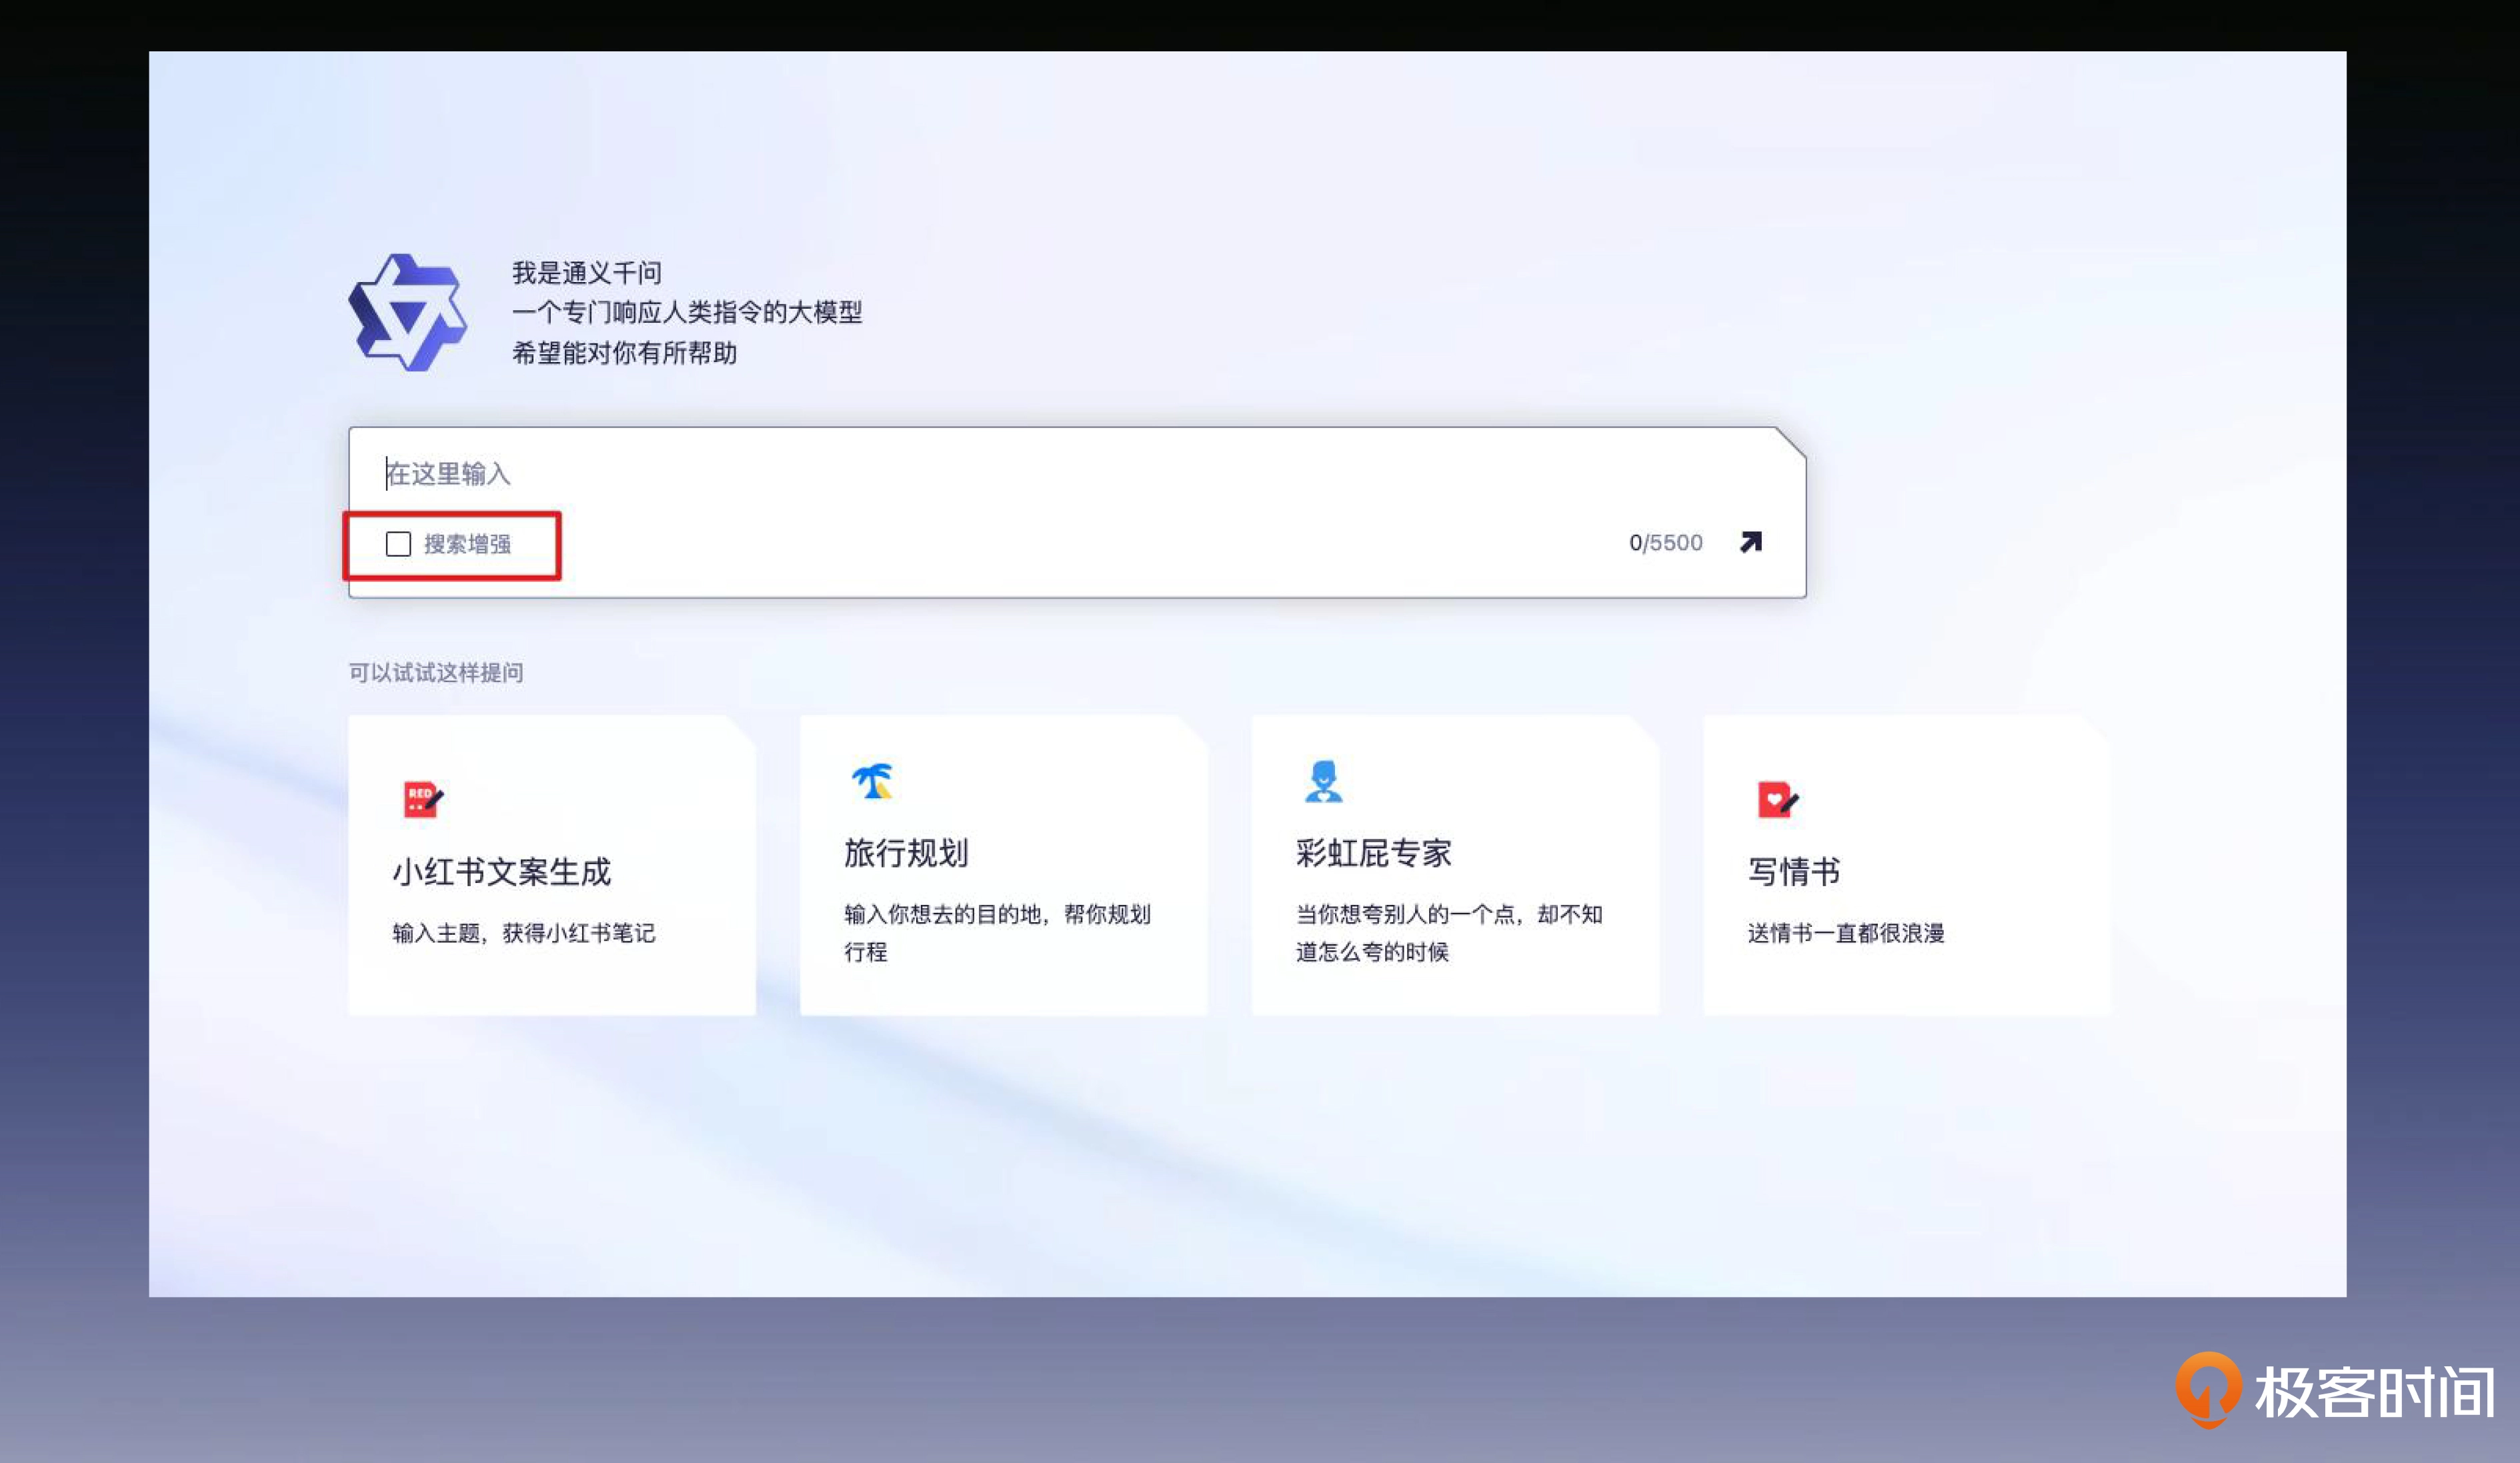 我是通义千问
一个专门响应人类指令的大模型
希望能对你有所帮助
在这里输入
搜索增强
0/5500
可以试试这样提问
RED
小红书文案生成
输入主题，获得小红书笔记
旅行规划
输入你想去的目的地，帮你规划
行程
彩虹屁专家
当你想夸别人的一个点，却不知
道怎么夸的时候
写情书
送情书一直都很浪漫
极客时间